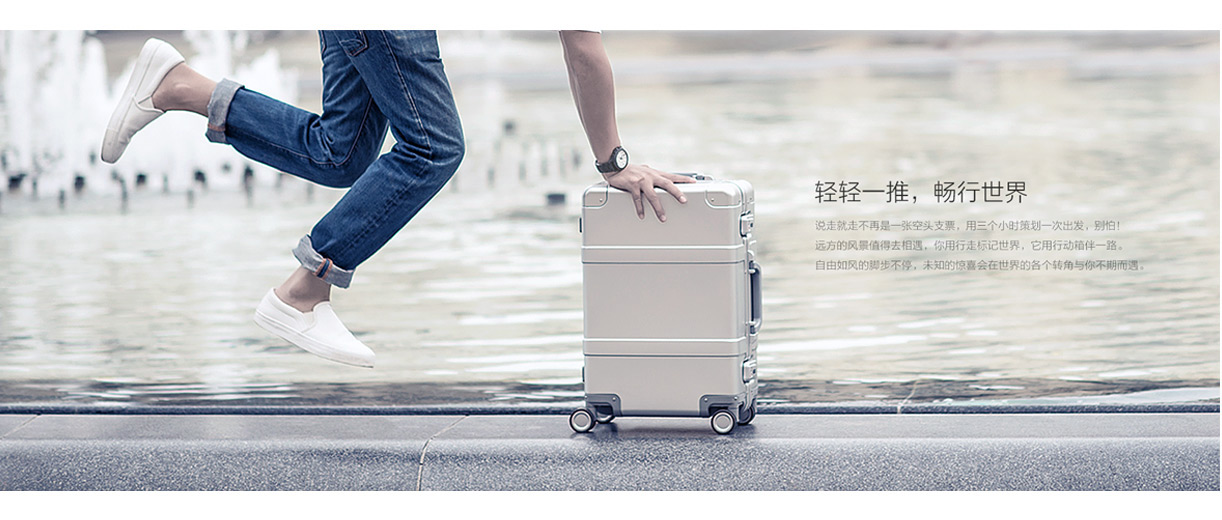 轻轻一推，畅行世界
说走就走不再是一张空头支票，用三个小时策划一次出发，别怕！
远方的风景值得去相遇，你用行走标记世界，它用行动箱伴一路。
自由如风的脚步不停，未知的惊喜会在世界的各个转角与你不期而遇。